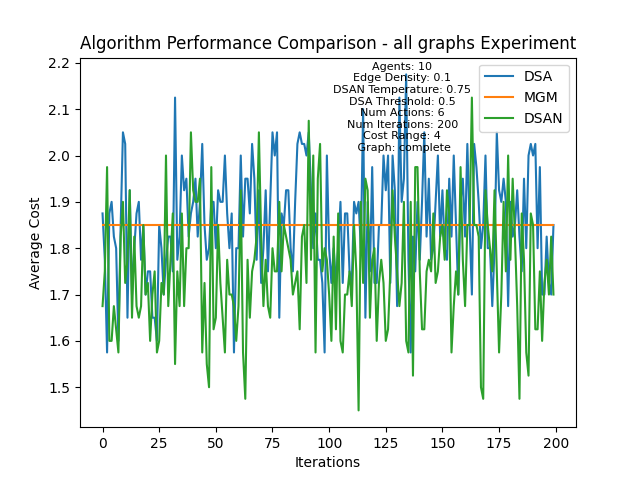 Algorithm Performance Comparison - all graphs Experiment
Agents: 10
Edge Density: 0.1
DSAN Temperature: 0.75
DSA Threshold: 0.5
Num Actions: 6
Num Iterations: 200
Cost Range: 4
Graph: complete
DSA
MGM
DSAN
2.2
2.1
2.0
1.9
1.8
1.7
1.6
1.5
Average Cost
0 25 50 75 100 125 150 175 200
Iterations